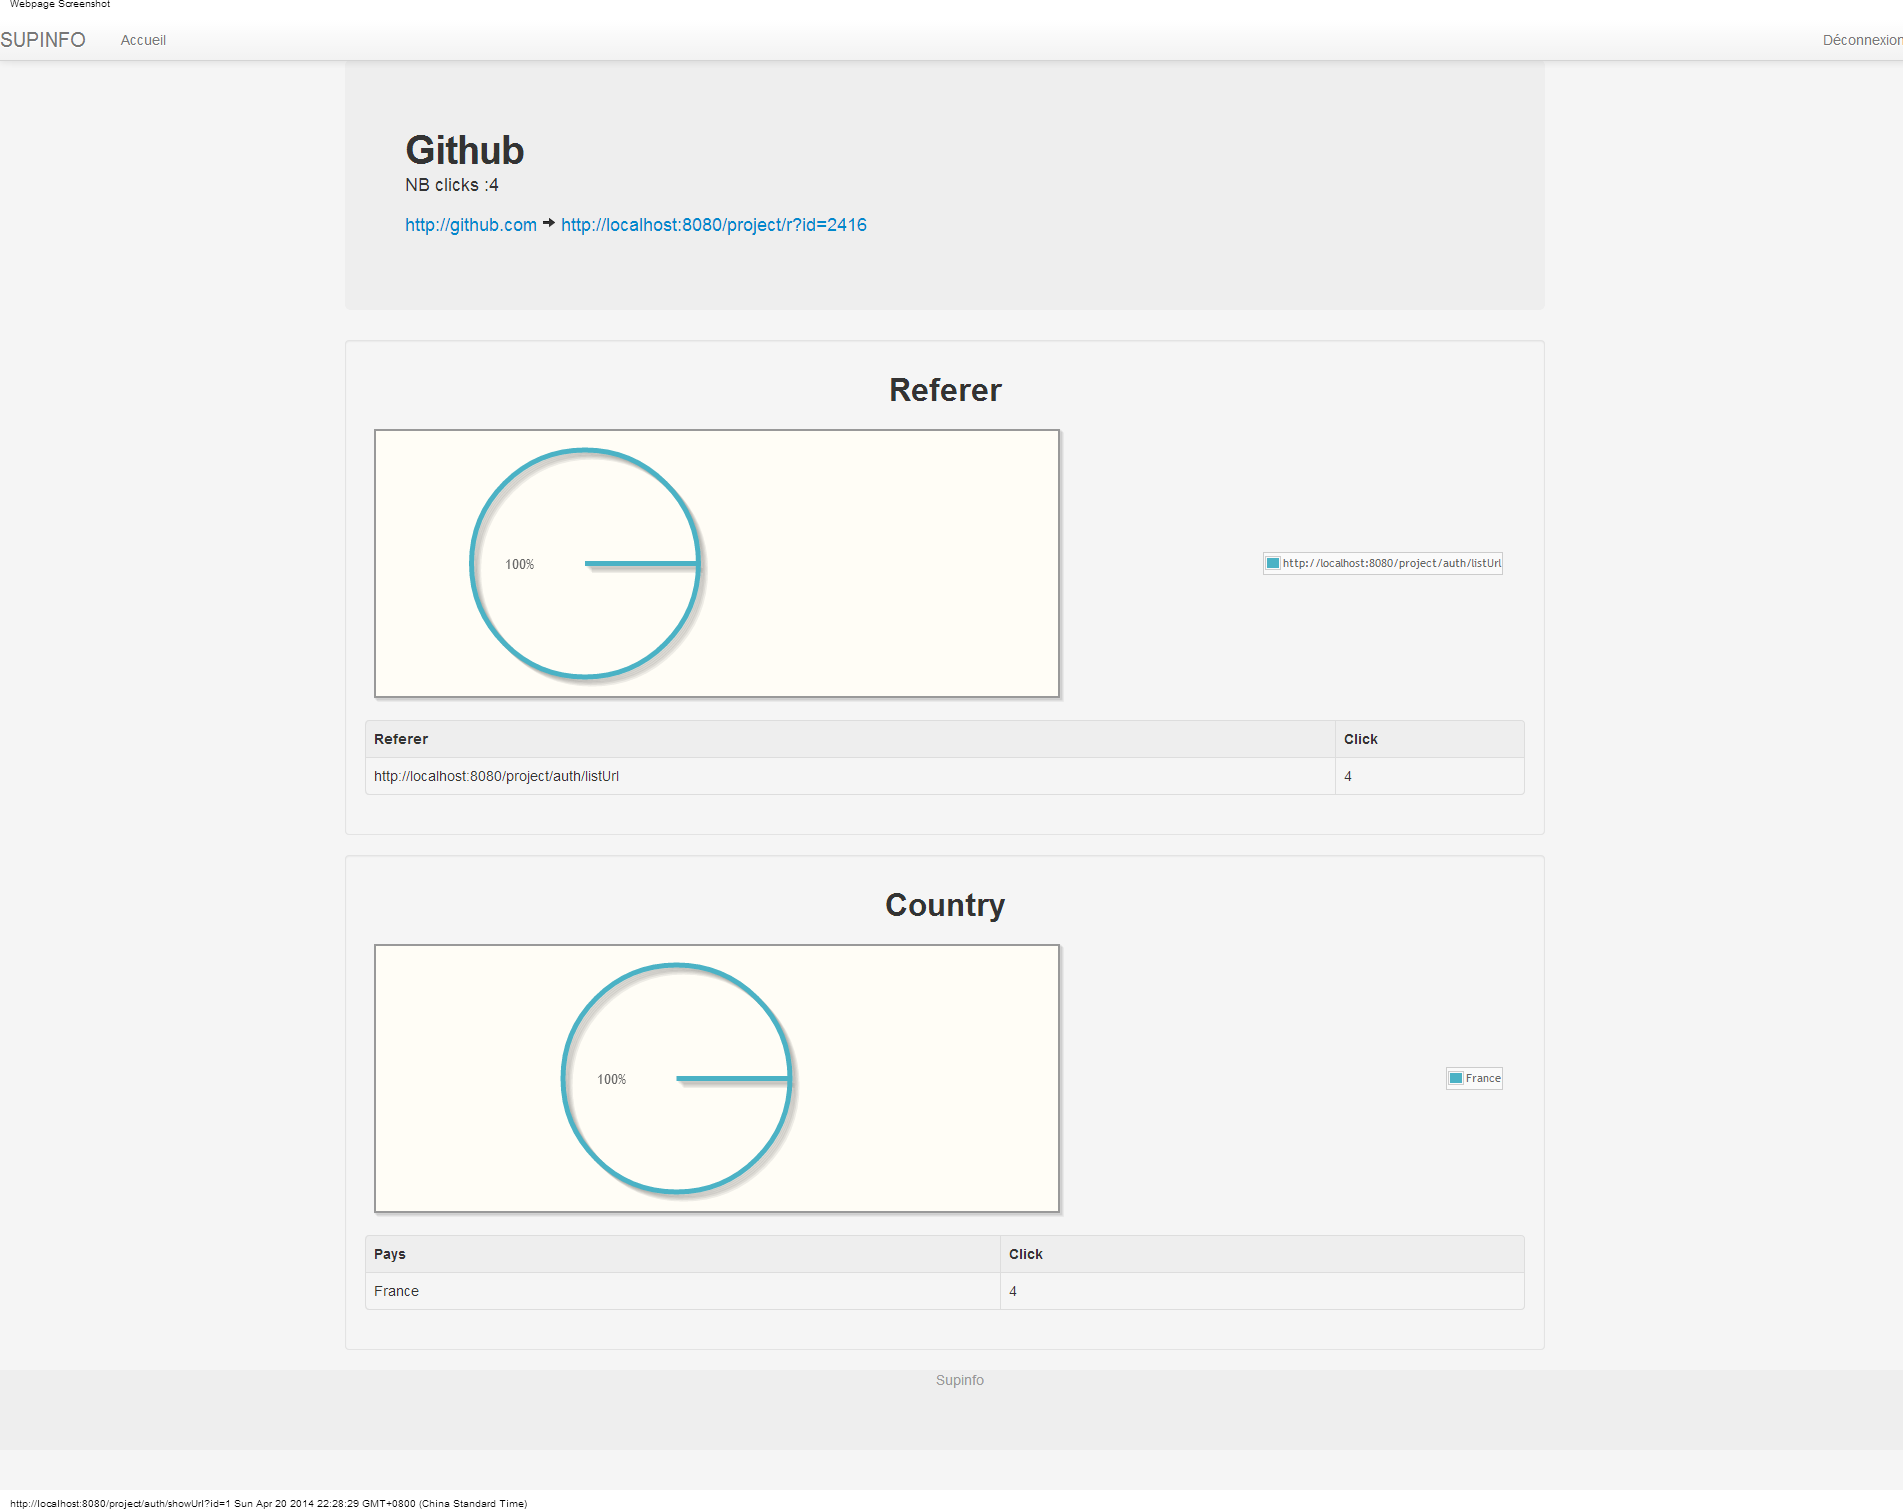 Webpage Screenshot
SUPINFO Accueil Déconnexion
Github
NB clicks :4
http://github.com http://localhost:8080/project/r?id=2416
Referer
100%
http://localhost:8080/project/auth/listUrl
Referer Click
http://localhost:8080/project/auth/listUrl 4
Country
100%
France
Pays Click
France 4
Supinfo
http://localhost:8080/project/auth/showUrl?id=1 Sun Apr 20 2014 22:28:29 GMT+0800 (China Standard Time)